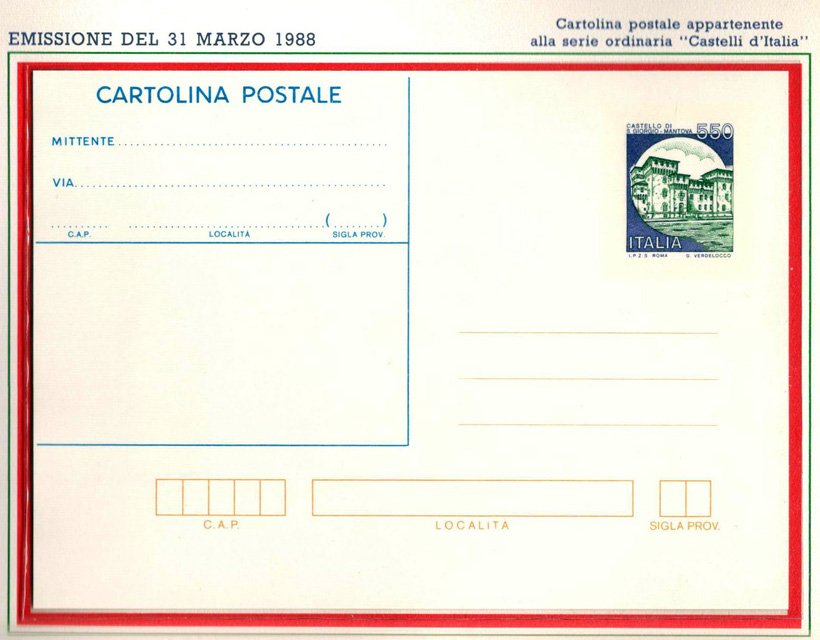 EMISSIONE DEL 31 MARZO 1988
Cartolina postale appartenente
alla serie ordinaria "Castelli d'Italia"
CARTOLINA POSTALE
MITTENTE
VIA
( )
C.A.P. LOCALITÀ SIGLA PROV.
CASTELLO DI
S. GIORGIO - MANTOVA 550
ITALIA
I.P.Z.S. ROMA G. VERDELOCCO
C.A.P. LOCALITÀ SIGLA PROV.